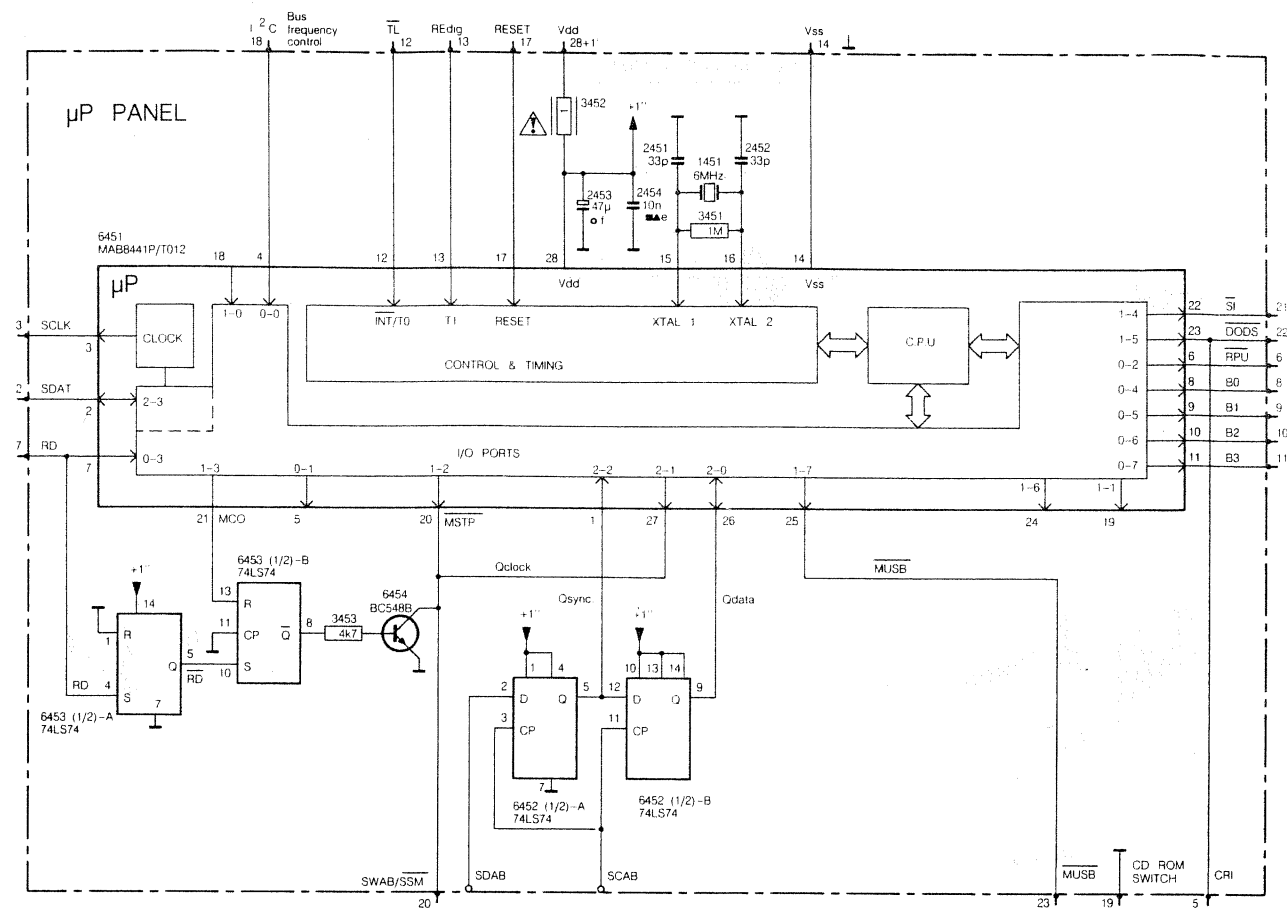 I 2 C Bus frequency control
18
TL
12
REdig
13
RESET
17
Vdd
28+1
Vss
14
µP PANEL
3452
+1
2451
33p
2452
33p
1451
6MHz
2453
47µ
2454
10n
e
3451
1M
6451
MAB8441P/T012
18
4
12
13
17
28
15
16
14
µP
Vdd
Vss
1-0
0-0
INT/T0
T1
RESET
XTAL 1
XTAL 2
CONTROL & TIMING
C.P.U
CLOCK
3
SCLK
3
2
SDAT
2
2-3
7
RD
7
0-3
I/O PORTS
1-3
0-1
1-2
2-2
2-1
2-0
1-7
1-6
1-1
1-4
22
SI
21
1-5
23
DODS
22
0-2
6
RPU
6
0-4
8
B0
8
0-5
9
B1
9
0-6
10
B2
10
0-7
11
B3
11
21
MCO
5
20
MSTP
1
27
26
25
24
19
6453 (1/2)-B
74LS74
+1
14
13
R
11
CP
Q
8
10
S
3453
4k7
6454
BC548B
Qclock
Qsync
Qdata
MUSB
R
1
Q
5
RD
RD
4
S
7
6453 (1/2)-A
74LS74
+1
1
4
2
D
Q
5
3
CP
7
6452 (1/2)-A
74LS74
+1
10
13
14
12
D
Q
9
11
CP
6452 (1/2)-B
74LS74
SWAB/SSM
20
SDAB
SCAB
MUSB
23
CD ROM
SWITCH
19
CRI
5